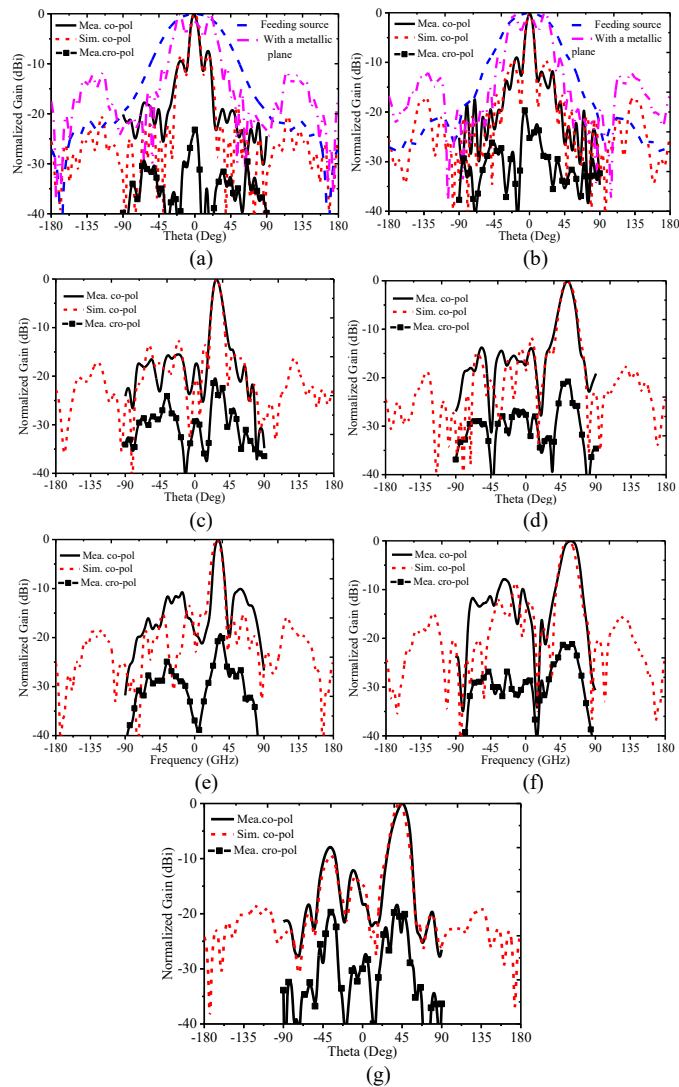 Mea. co-pol
Sim. co-pol
Mea.cro-pol
Feeding source
With a metallic
plane
Normalized Gain (dBi)
0
-10
-20
-30
-40
-180 -135 -90 -45 0 45 90 135 180
Theta (Deg)
(a)
Mea. co-pol
Sim. co-pol
Mea. cro-pol
Feeding source
With a metallic
plane
Normalized Gain (dBi)
0
-10
-20
-30
-40
-180 -135 -90 -45 0 45 90 135 180
Theta (Deg)
(b)
Mea. co-pol
Sim. co-pol
Mea. cro-pol
Normalized Gain (dBi)
0
-10
-20
-30
-40
-180 -135 -90 -45 0 45 90 135 180
Theta (Deg)
(c)
Mea. co-pol
Sim. co-pol
Mea. cro-pol
Normalized Gain (dBi)
0
-10
-20
-30
-40
-180 -135 -90 -45 0 45 90 135 180
Theta (Deg)
(d)
Mea. co-pol
Sim. co-pol
Mea. cro-pol
Normalized Gain (dBi)
0
-10
-20
-30
-40
-180 -135 -90 -45 0 45 90 135 180
Frequency (GHz)
(e)
Mea. co-pol
Sim. co-pol
Mea. cro-pol
Normalized Gain (dBi)
0
-10
-20
-30
-40
-180 -135 -90 -45 0 45 90 135 180
Frequency (GHz)
(f)
Mea.co-pol
Sim. co-pol
Mea. cro-pol
Normalized Gain (dBi)
0
-10
-20
-30
-40
-180 -135 -90 -45 0 45 90 135 180
Theta (Deg)
(g)